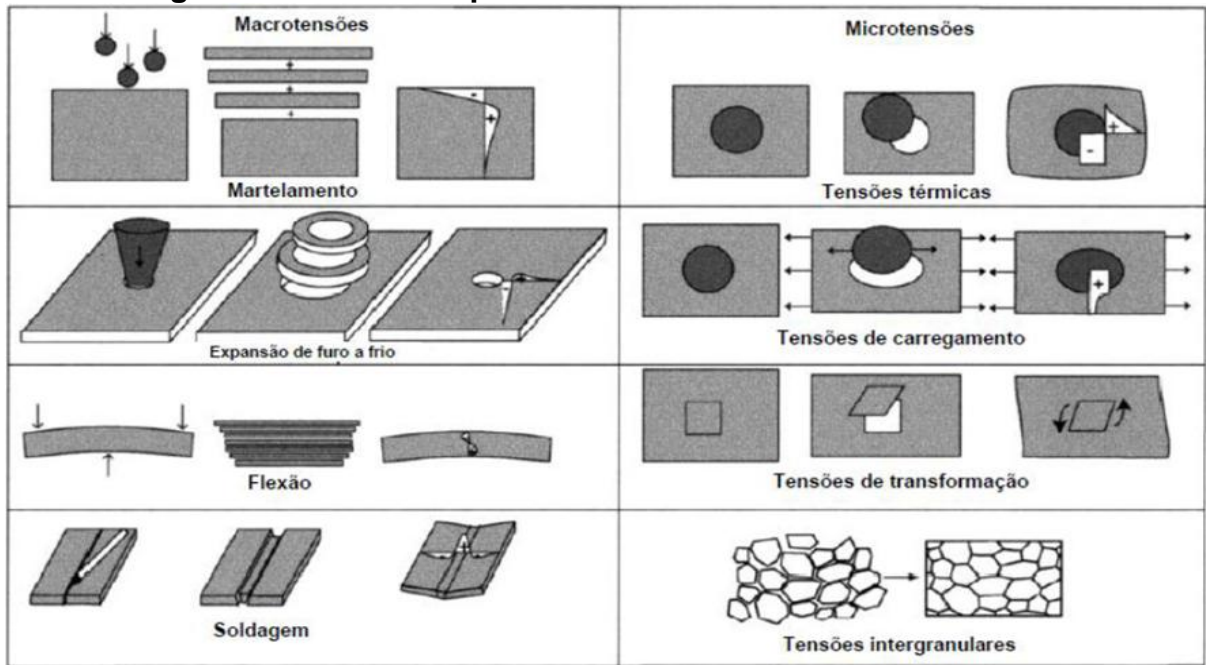 Macrotensões
Microtensões
Martelamento
Tensões térmicas
Expansão de furo a frio
Tensões de carregamento
Flexão
Tensões de transformação
Soldagem
Tensões intergranulares